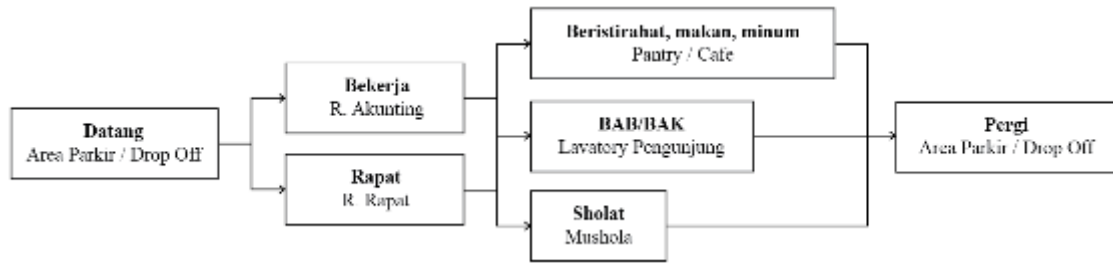 Datang
Area Parkir / Drop Off
Bekerja
R. Akunting
Rapat
R. Rapat
Beristirahat, makan, minum
Pantry / Cafe
BAB/BAK
Lavatory Pengunjung
Sholat
Mushola
Pergi
Area Parkir / Drop Off